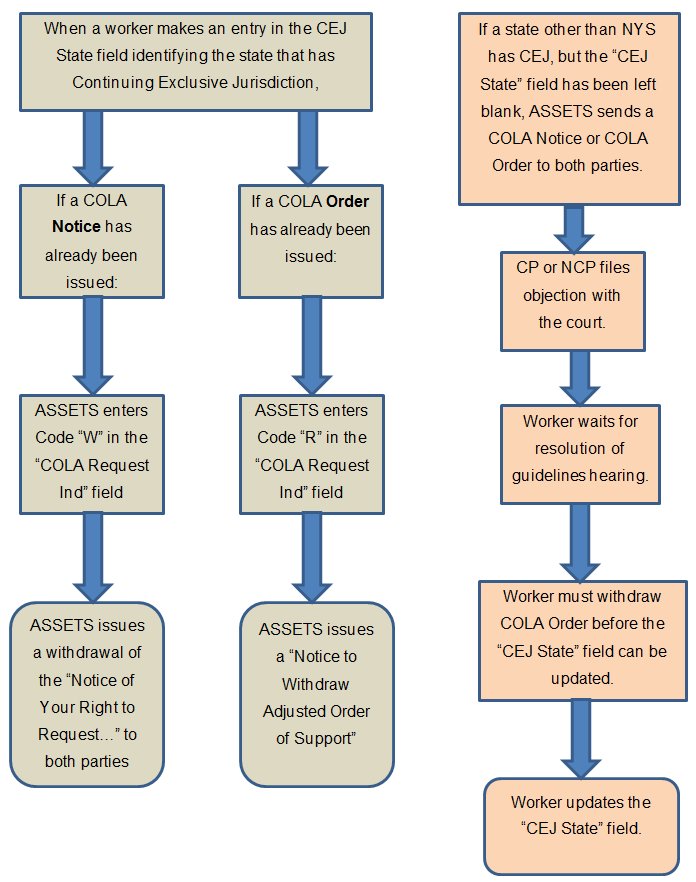 When a worker makes an entry in the CEJ
State field identifying the state that has
Continuing Exclusive Jurisdiction,
If a COLA
Notice has
already been
issued:
ASSETS enters
Code “W” in the
“COLA Request
Ind” field
ASSETS issues
a withdrawal of
the “Notice of
Your Right to
Request…” to
both parties
If a COLA Order
has already been
issued:
ASSETS enters
Code “R” in the
“COLA Request
Ind” field
ASSETS issues
a “Notice to
Withdraw
Adjusted Order
of Support”
If a state other than NYS
has CEJ, but the “CEJ
State” field has been left
blank, ASSETS sends a
COLA Notice or COLA
Order to both parties.
CP or NCP files
objection with
the court.
Worker waits for
resolution of
guidelines hearing.
Worker must withdraw
COLA Order before the
“CEJ State” field can be
updated.
Worker updates the
“CEJ State” field.